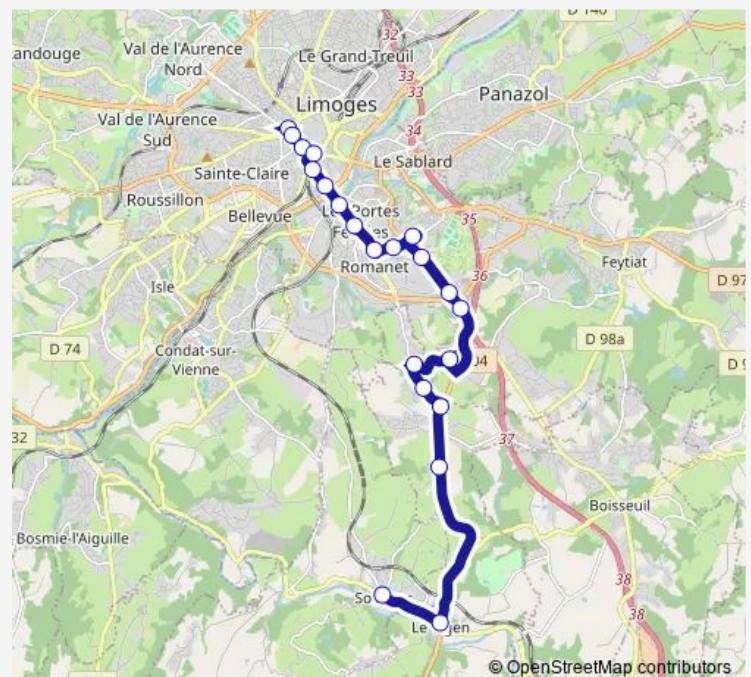 D 140
32
andouge
Val de l'Aurence
Nord
Le Grand-Treuil
33
33
Limoges
Panazol
Val de l'Aurence
Sud
34
Le Sablard
Sainte-Claire
Roussillon
Bellevue
35
Romanet
36
Feytiat
Isle
D 97
D 74
Condat-sur-
Vienne
D 98a
32
37
Boisseuil
Bosmie-l'Aiguille
38
38
© OpenStreetMap contributors